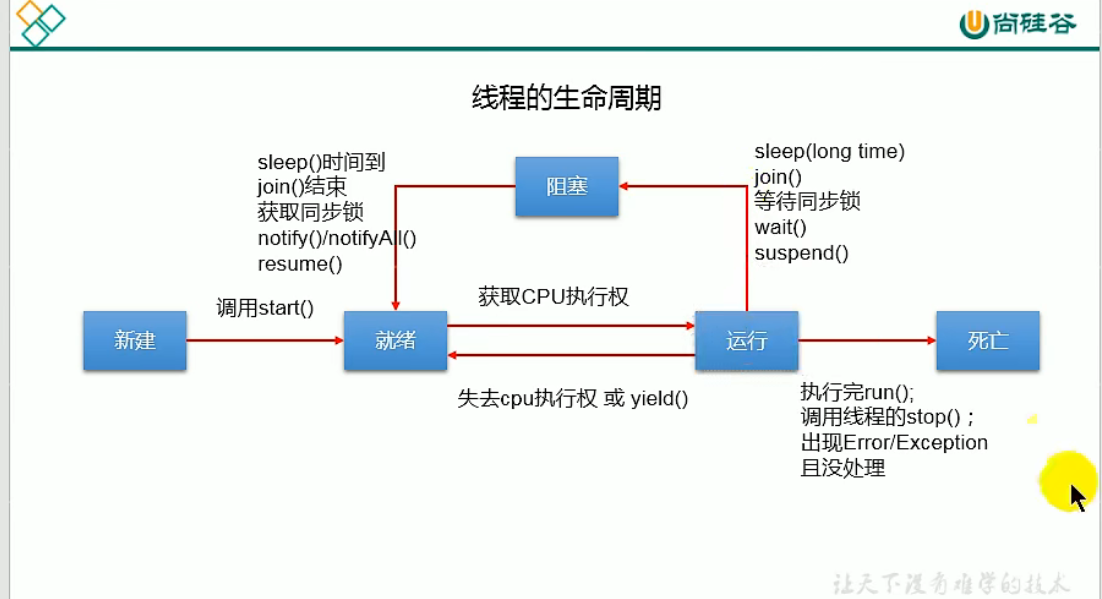 尚硅谷
线程的生命周期
sleep()时间到
join()结束
获取同步锁
notify()/notifyAll()
resume()
阻塞
sleep(long time)
join()
等待同步锁
wait()
suspend()
调用start()
获取CPU执行权
新建
就绪
运行
死亡
失去cpu执行权 或 yield()
执行完run();
调用线程的stop()；
出现Error/Exception
且没处理
让天下没有难学的技术